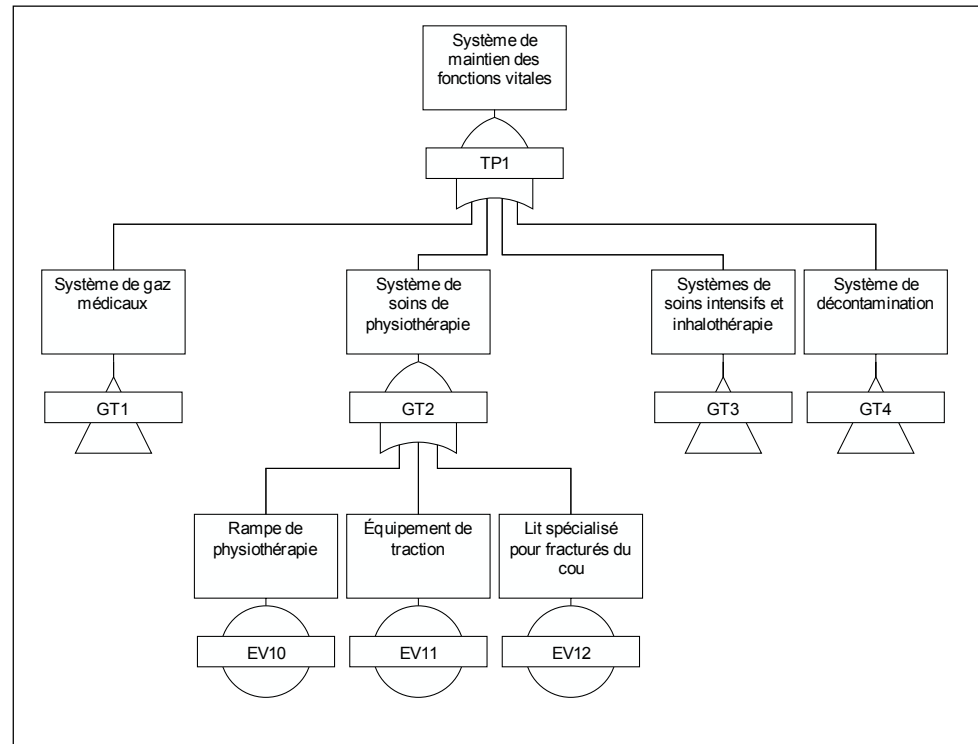 Système de
maintien des
fonctions vitales
TP1
Système de gaz
médicaux
Système de
soins de
physiothérapie
Systèmes de
soins intensifs et
inhalothérapie
Système de
décontamination
GT1
GT2
GT3
GT4
Rampe de
physiothérapie
Équipement de
traction
Lit spécialisé
pour fracturés du
cou
EV10
EV11
EV12